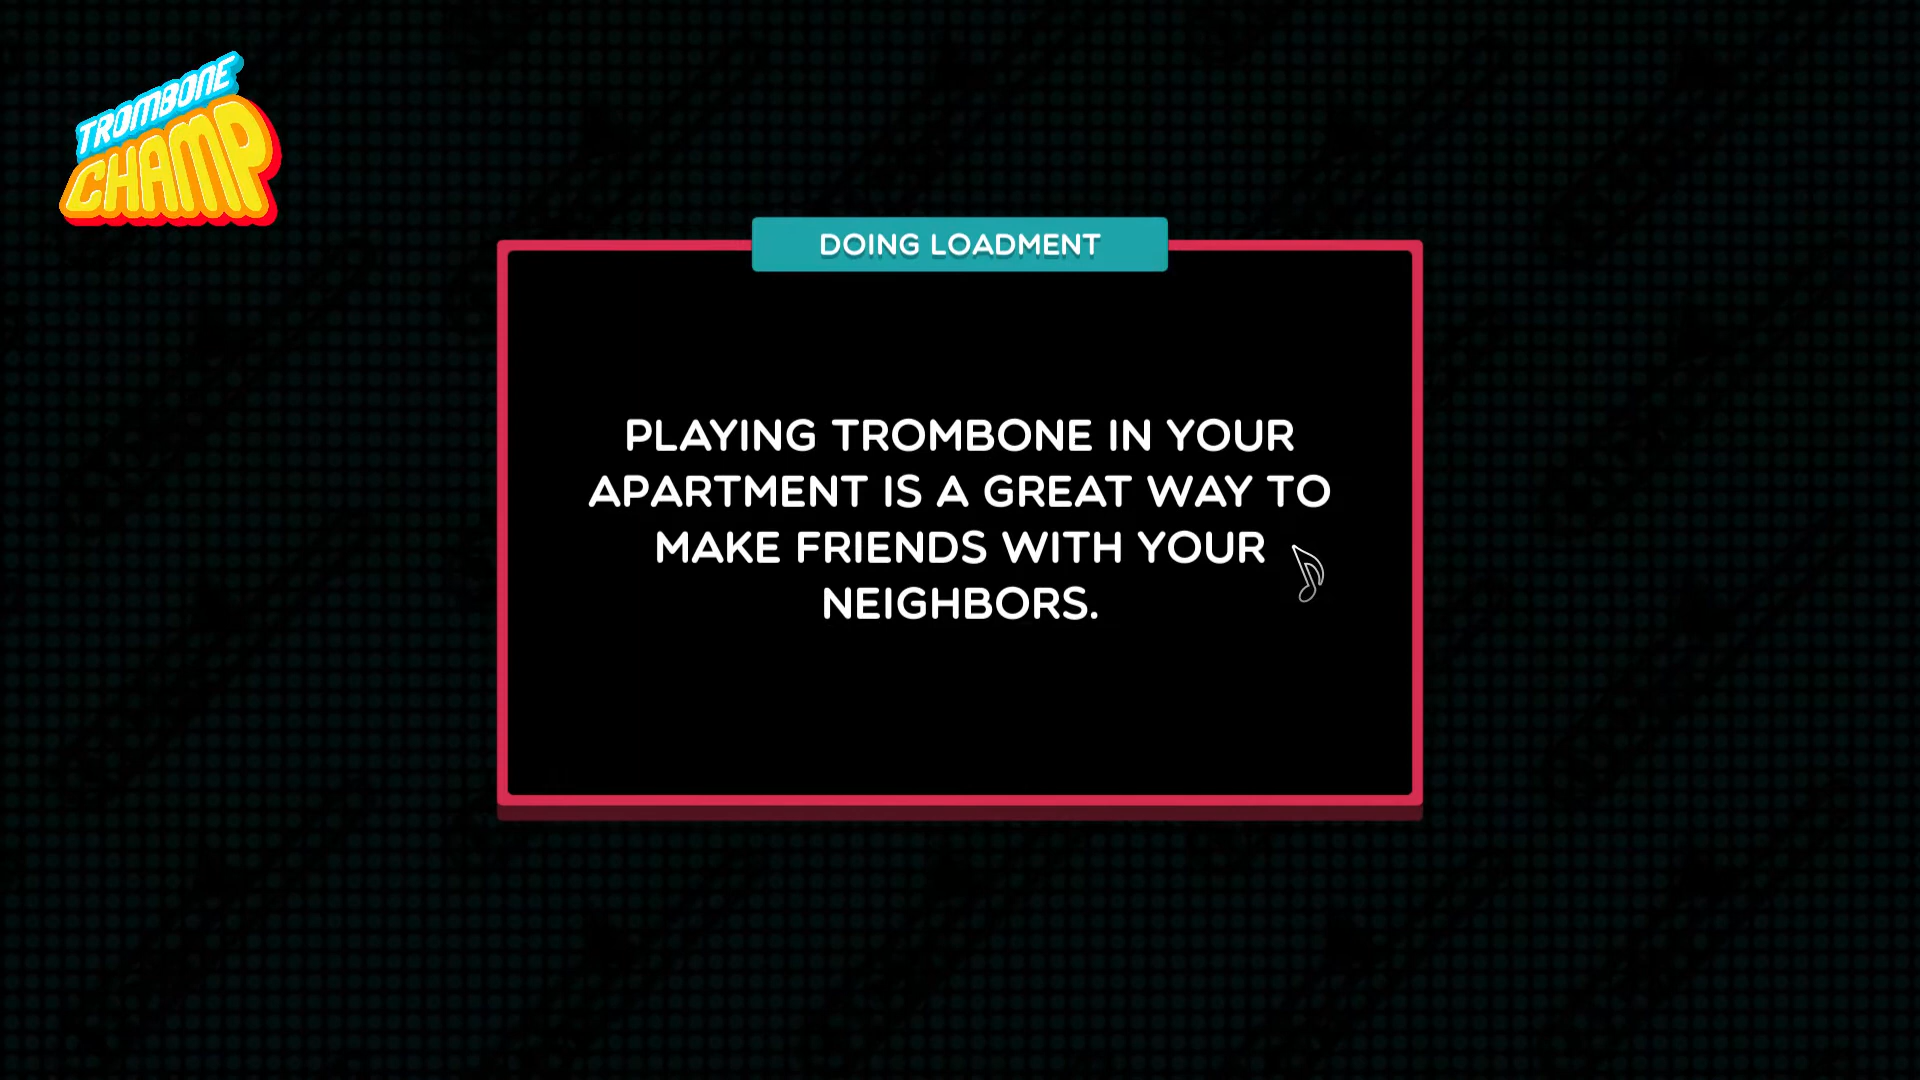 TROMBONE
CHAMP
DOING LOADMENT
PLAYING TROMBONE IN YOUR
APARTMENT IS A GREAT WAY TO
MAKE FRIENDS WITH YOUR
NEIGHBORS.